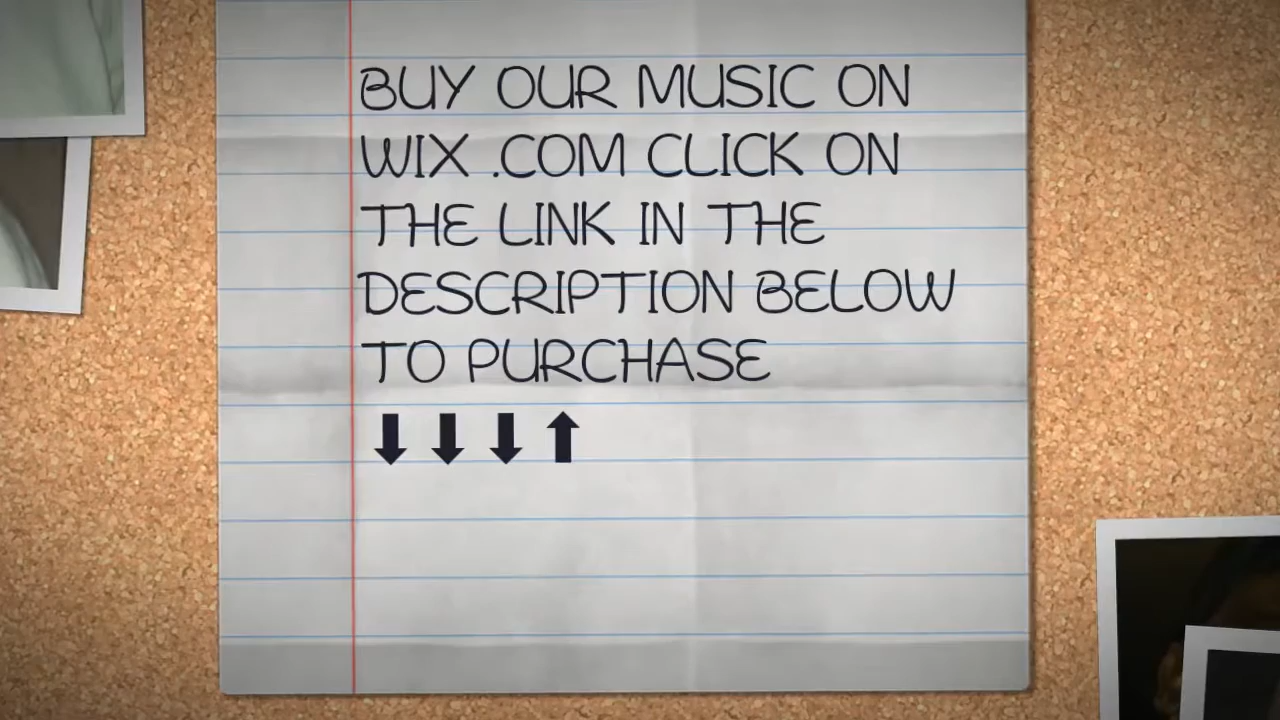 BUY OUR MUSIC ON
WIX .COM CLICK ON
THE LINK IN THE
DESCRIPTION BELOW
TO PURCHASE
⬇ ⬇ ⬇ ⬆